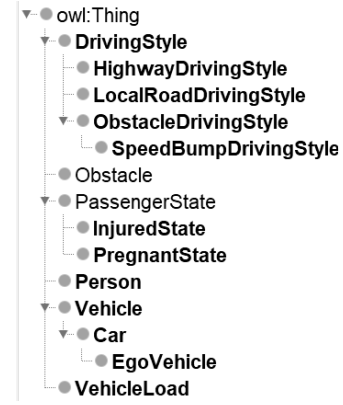 owl:Thing
DrivingStyle
HighwayDrivingStyle
LocalRoadDrivingStyle
ObstacleDrivingStyle
SpeedBumpDrivingStyle
Obstacle
PassengerState
InjuredState
PregnantState
Person
Vehicle
Car
EgoVehicle
VehicleLoad